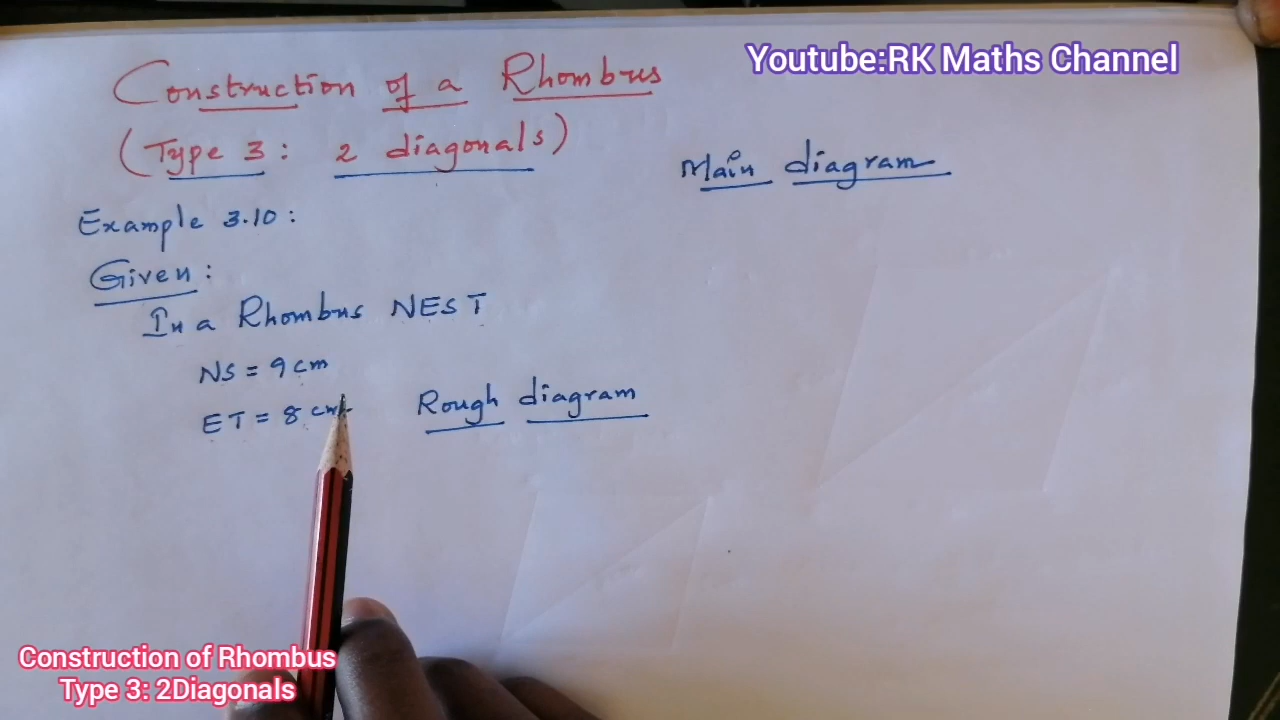 Youtube:RK Maths Channel
Construction of a Rhombus
(Type 3: 2 diagonals)
Main diagram
Example 3.10:
Given:
In a Rhombus NEST
NS = 9 cm
ET = 8 cm
Rough diagram
Construction of Rhombus
Type 3: 2Diagonals